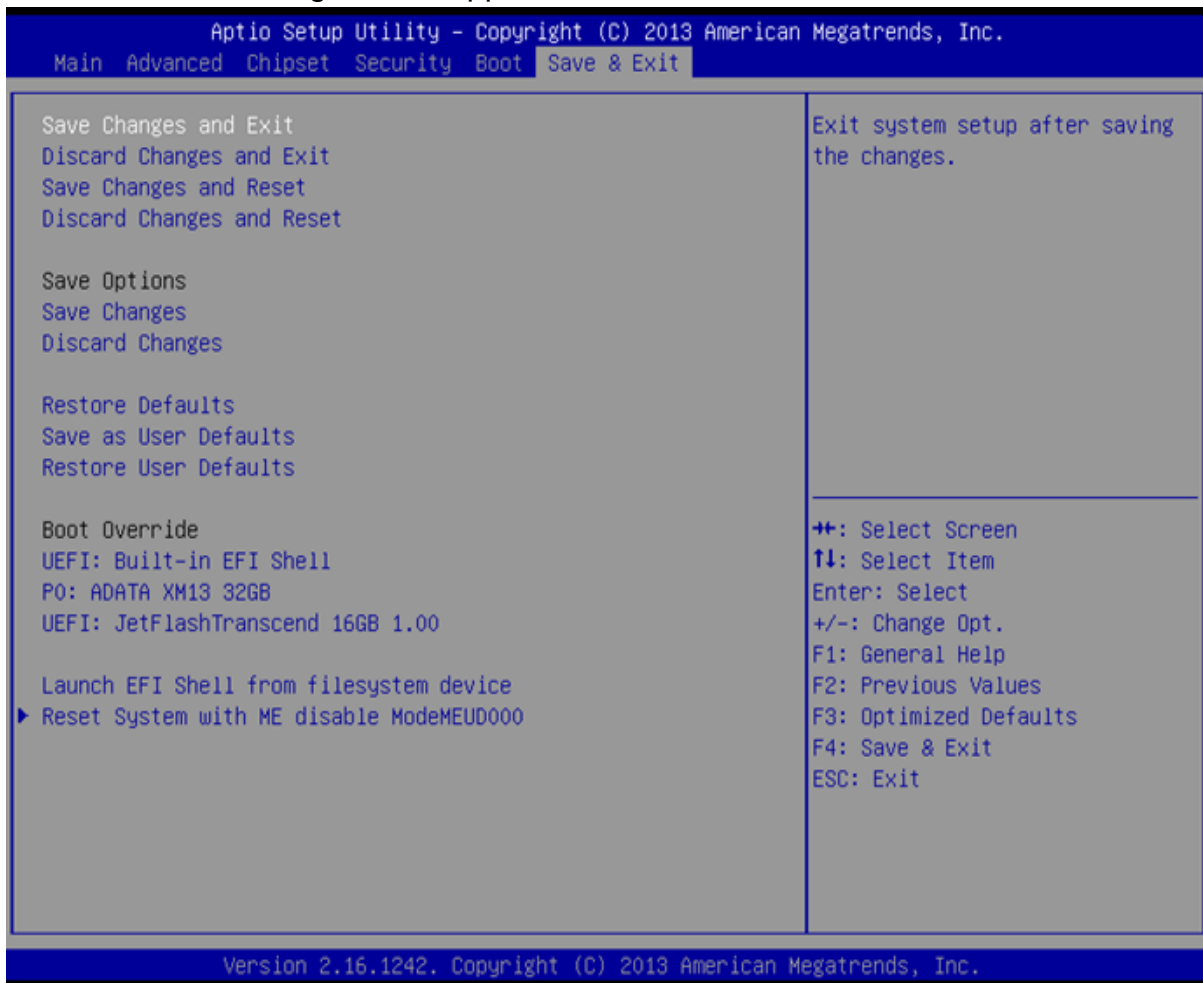 Aptio Setup Utility – Copyright (C) 2013 American Megatrends, Inc.
Main Advanced Chipset Security Boot Save & Exit
Save Changes and Exit
Discard Changes and Exit
Save Changes and Reset
Discard Changes and Reset
Save Options
Save Changes
Discard Changes
Restore Defaults
Save as User Defaults
Restore User Defaults
Boot Override
UEFI: Built-in EFI Shell
P0: ADATA XM13 32GB
UEFI: JetFlashTranscend 16GB 1.00
Launch EFI Shell from filesystem device
Reset System with ME disable ModeMEUD000
Exit system setup after saving
the changes.
→←: Select Screen
↑↓: Select Item
Enter: Select
+/-: Change Opt.
F1: General Help
F2: Previous Values
F3: Optimized Defaults
F4: Save & Exit
ESC: Exit
Version 2.16.1242. Copyright (C) 2013 American Megatrends, Inc.